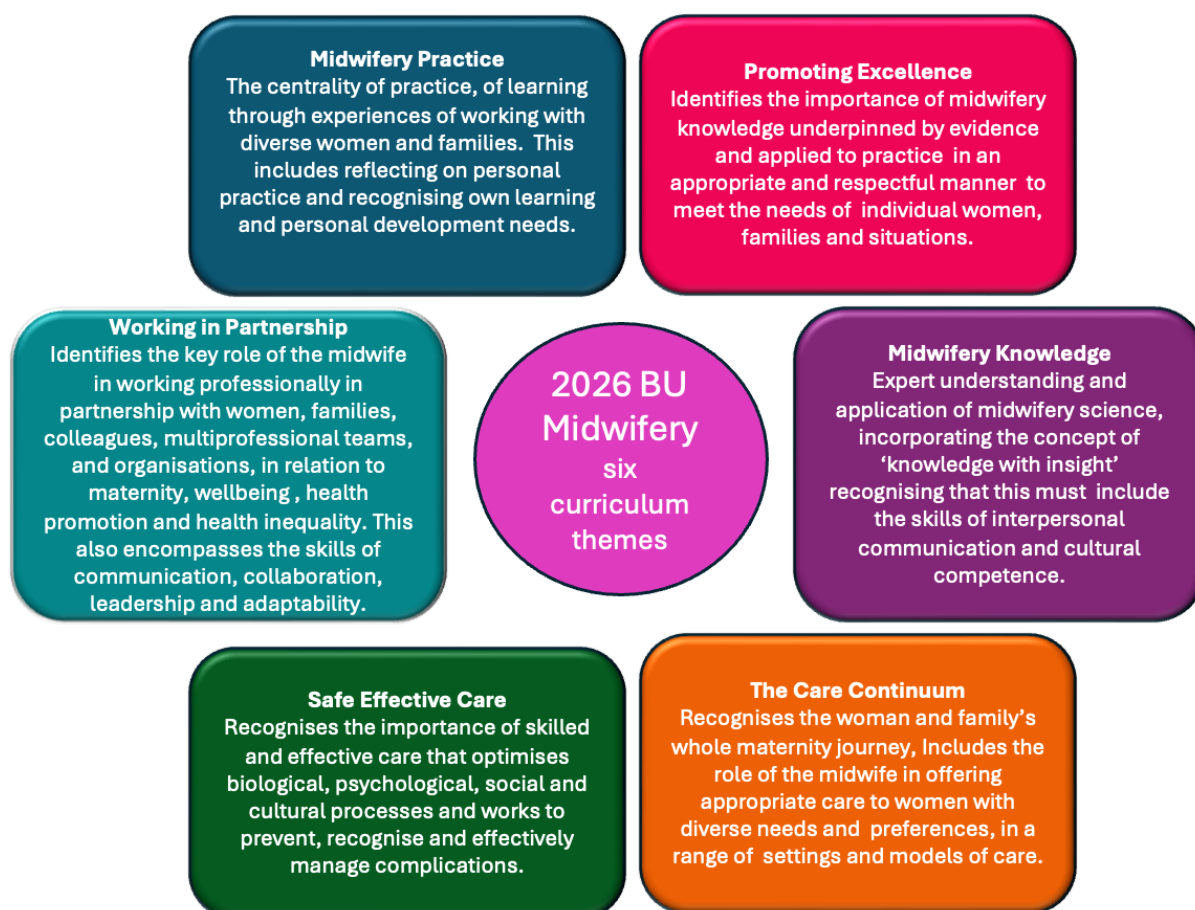 Midwifery Practice
The centrality of practice, of learning
through experiences of working with
diverse women and families. This
includes reflecting on personal
practice and recognising own learning
and personal development needs.
Promoting Excellence
Identifies the importance of midwifery
knowledge underpinned by evidence
and applied to practice in an
appropriate and respectful manner to
meet the needs of individual women,
families and situations.
Working in Partnership
Identifies the key role of the midwife
in working professionally in
partnership with women, families,
colleagues, multiprofessional teams,
and organisations, in relation to
maternity, wellbeing , health
promotion and health inequality. This
also encompasses the skills of
communication, collaboration,
leadership and adaptability.
2026 BU
Midwifery
six
curriculum
themes
Midwifery Knowledge
Expert understanding and
application of midwifery science,
incorporating the concept of
‘knowledge with insight’
recognising that this must include
the skills of interpersonal
communication and cultural
competence.
Safe Effective Care
Recognises the importance of skilled
and effective care that optimises
biological, psychological, social and
cultural processes and works to
prevent, recognise and effectively
manage complications.
The Care Continuum
Recognises the woman and family’s
whole maternity journey, Includes the
role of the midwife in offering
appropriate care to women with
diverse needs and preferences, in a
range of settings and models of care.